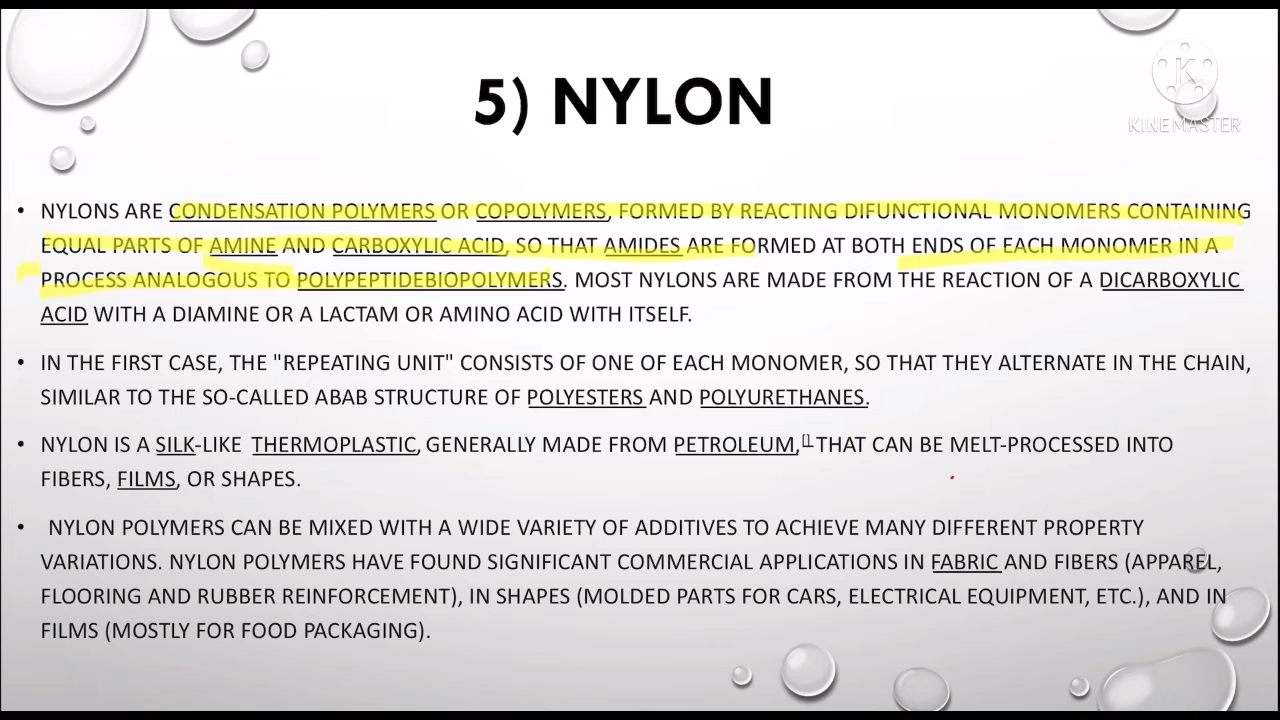 5) NYLON
KINEMASTER
• NYLONS ARE CONDENSATION POLYMERS OR COPOLYMERS, FORMED BY REACTING DIFUNCTIONAL MONOMERS CONTAINING
EQUAL PARTS OF AMINE AND CARBOXYLIC ACID, SO THAT AMIDES ARE FORMED AT BOTH ENDS OF EACH MONOMER IN A
PROCESS ANALOGOUS TO POLYPEPTIDEBIOPOLYMERS. MOST NYLONS ARE MADE FROM THE REACTION OF A DICARBOXYLIC
ACID WITH A DIAMINE OR A LACTAM OR AMINO ACID WITH ITSELF.
• IN THE FIRST CASE, THE "REPEATING UNIT" CONSISTS OF ONE OF EACH MONOMER, SO THAT THEY ALTERNATE IN THE CHAIN,
SIMILAR TO THE SO-CALLED ABAB STRUCTURE OF POLYESTERS AND POLYURETHANES.
• NYLON IS A SILK-LIKE THERMOPLASTIC, GENERALLY MADE FROM PETROLEUM,[] THAT CAN BE MELT-PROCESSED INTO
FIBERS, FILMS, OR SHAPES.
• NYLON POLYMERS CAN BE MIXED WITH A WIDE VARIETY OF ADDITIVES TO ACHIEVE MANY DIFFERENT PROPERTY
VARIATIONS. NYLON POLYMERS HAVE FOUND SIGNIFICANT COMMERCIAL APPLICATIONS IN FABRIC AND FIBERS (APPAREL,
FLOORING AND RUBBER REINFORCEMENT), IN SHAPES (MOLDED PARTS FOR CARS, ELECTRICAL EQUIPMENT, ETC.), AND IN
FILMS (MOSTLY FOR FOOD PACKAGING).